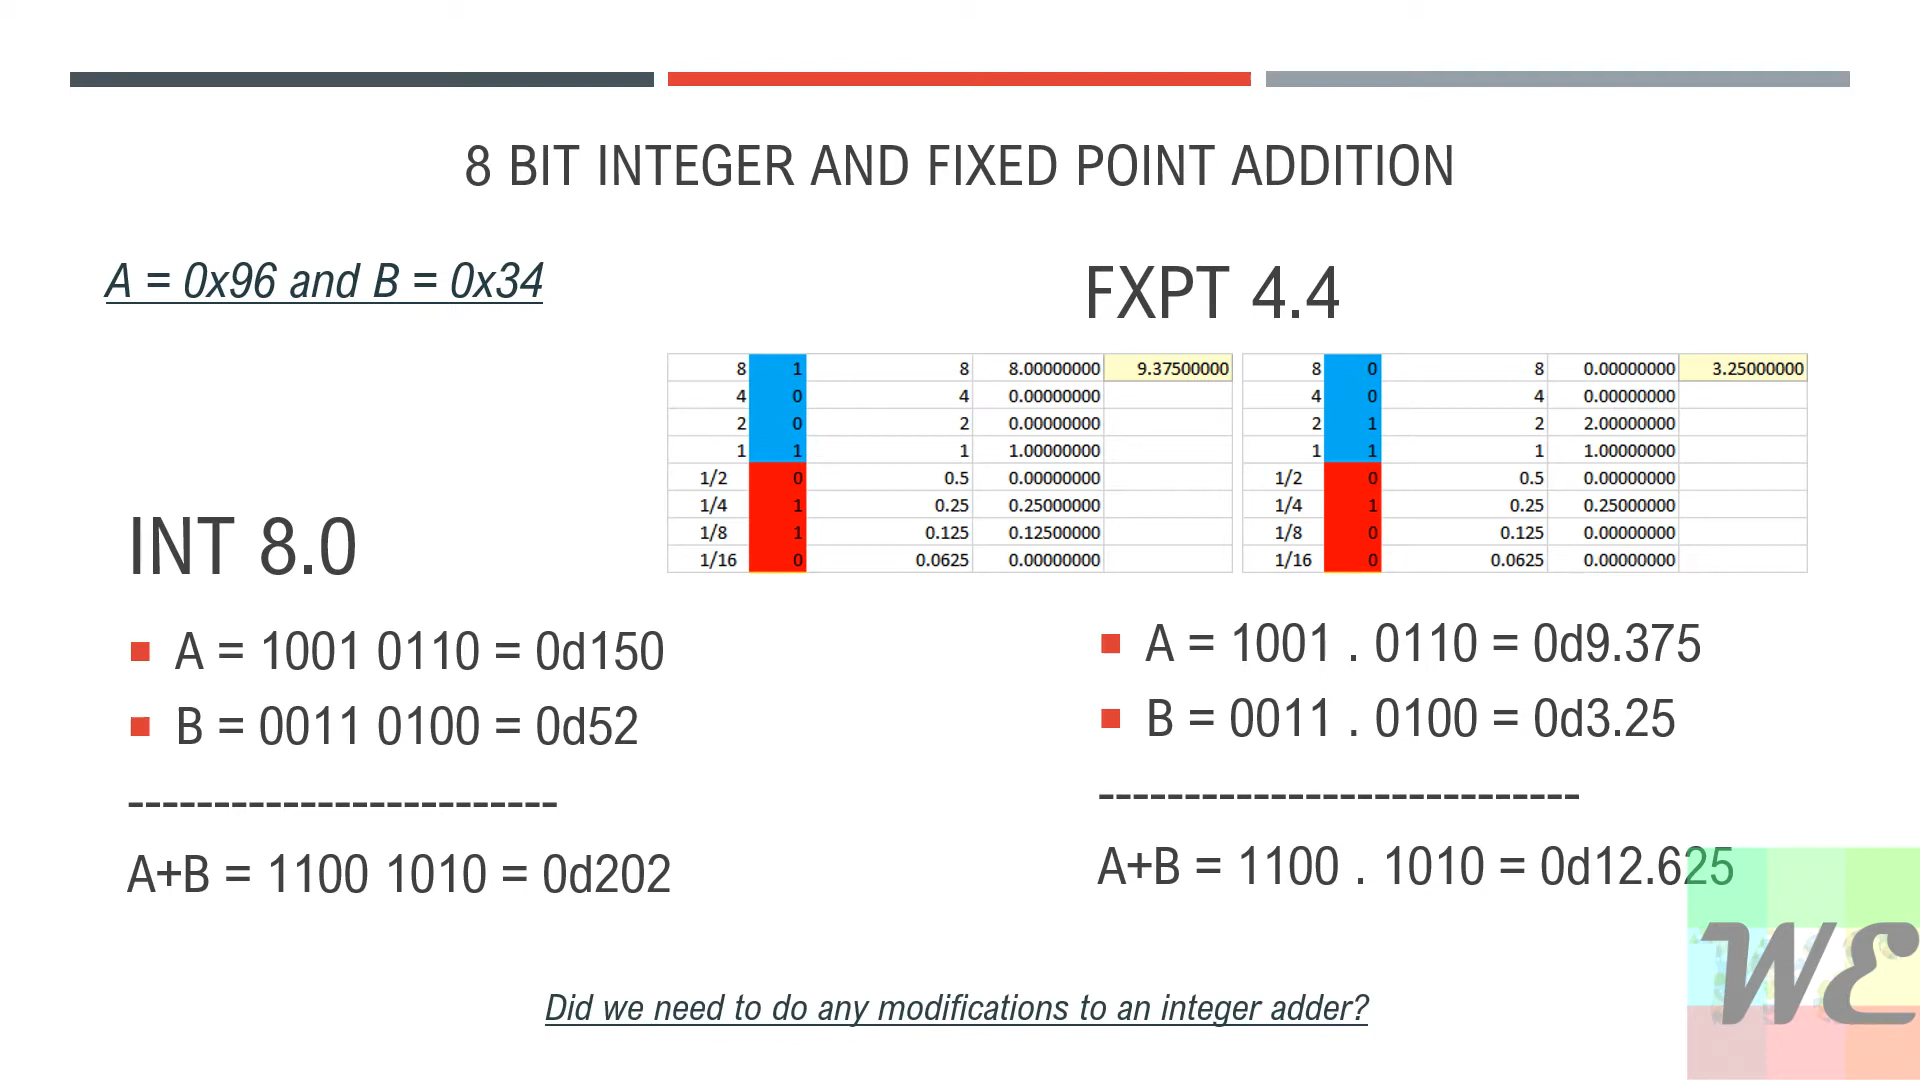 8 BIT INTEGER AND FIXED POINT ADDITION
A = 0x96 and B = 0x34
FXPT 4.4
8 1 8 8.00000000 9.37500000
4 0 4 0.00000000
2 0 2 0.00000000
1 1 1 1.00000000
1/2 0 0.5 0.00000000
1/4 1 0.25 0.25000000
1/8 1 0.125 0.12500000
1/16 0 0.0625 0.00000000
8 0 8 0.00000000 3.25000000
4 0 4 0.00000000
2 1 2 2.00000000
1 1 1 1.00000000
1/2 0 0.5 0.00000000
1/4 1 0.25 0.25000000
1/8 0 0.125 0.00000000
1/16 0 0.0625 0.00000000
INT 8.0
A = 1001 0110 = 0d150
B = 0011 0100 = 0d52
-------------------------
A+B = 1100 1010 = 0d202
A = 1001 . 0110 = 0d9.375
B = 0011 . 0100 = 0d3.25
----------------------------
A+B = 1100 . 1010 = 0d12.625
Did we need to do any modifications to an integer adder?
WE